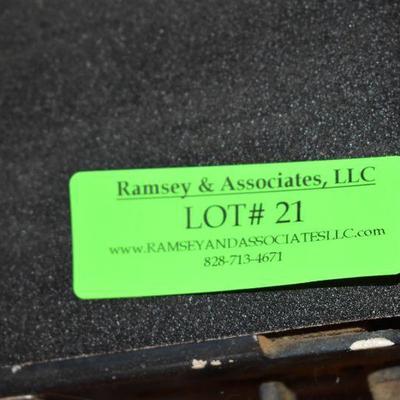 Ramsey & Associates, LLC
LOT# 21
www.RAMSEYANDASSOCIATESLLC.com
828-713-4671